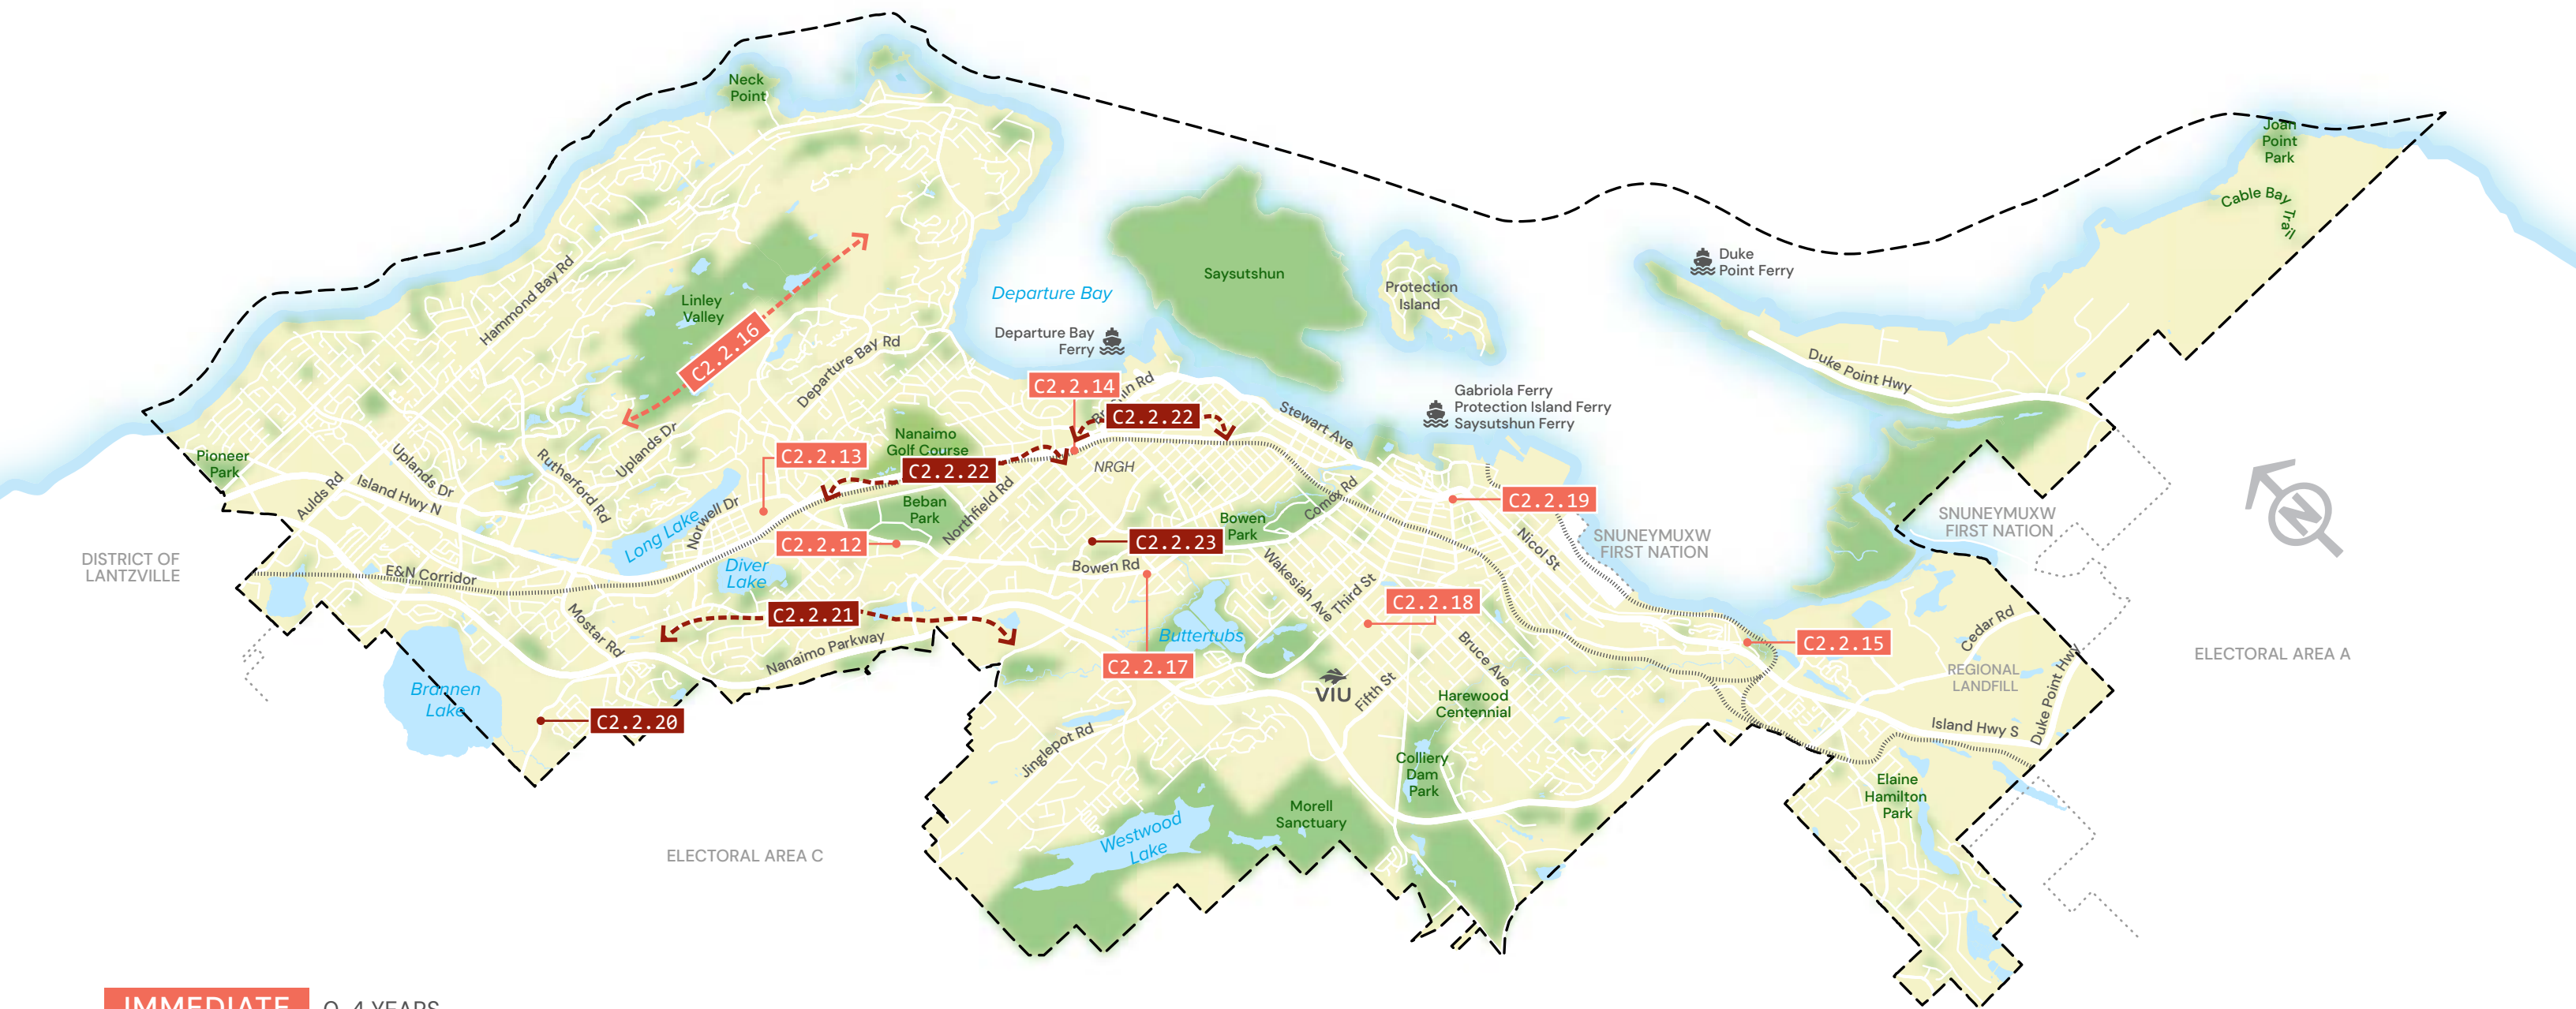 Neck
Point
Joan
Point
Park
Cable Bay Trail
Duke
Point Ferry
Saysutshun
Protection
Island
Departure Bay
Hammond Bay Rd
Linley
Valley
C2.2.16
Departure Bay
Ferry
Departure Bay Rd
Duke Point Hwy
C2.2.14
Gabriola Ferry
Protection Island Ferry
Saysutshun Ferry
C2.2.22
Stewart Ave
Nanaimo
Golf Course
Uplands Dr
Pioneer
Park
Uplands Dr
Rutherford Rd
C2.2.13
C2.2.22
NRGH
Aulds Rd
Island Hwy N
Norwell Dr
Beban
Park
Northfield Rd
Comox Rd
C2.2.19
Bowen
Park
Long Lake
C2.2.12
C2.2.23
Nicol St
SNUNEYMUXW
FIRST NATION
SNUNEYMUXW
FIRST NATION
N
DISTRICT OF
LANTZVILLE
E&N Corridor
Diver
Lake
Bowen Rd
Wakesiah Ave
Third St
C2.2.18
C2.2.21
Mostar Rd
Nanaimo Parkway
Buttertubs
C2.2.17
Bruce Ave
C2.2.15
Cedar Rd
ELECTORAL AREA A
REGIONAL
LANDFILL
Duke Point Hwy
Brannen
Lake
C2.2.20
VIU
Fifth St
Harewood
Centennial
Island Hwy S
Jinglepot Rd
Colliery
Dam
Park
Elaine
Hamilton
Park
Morell
Sanctuary
Westwood
Lake
ELECTORAL AREA C
IMMEDIATE 0-4 YEARS